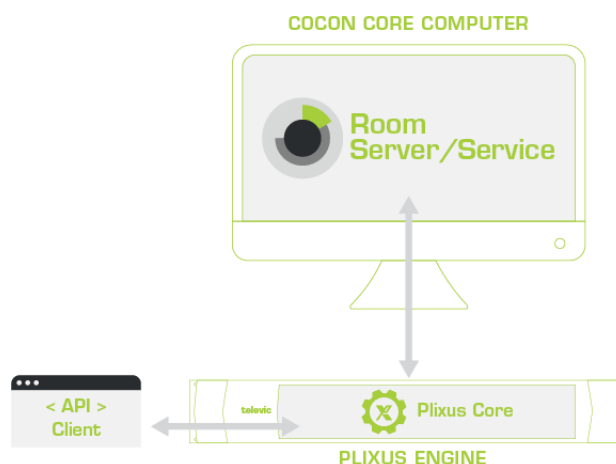 COCON CORE COMPUTER
Room
Server/Service
< API >
Client
televic
Plixus Core
PLIXUS ENGINE